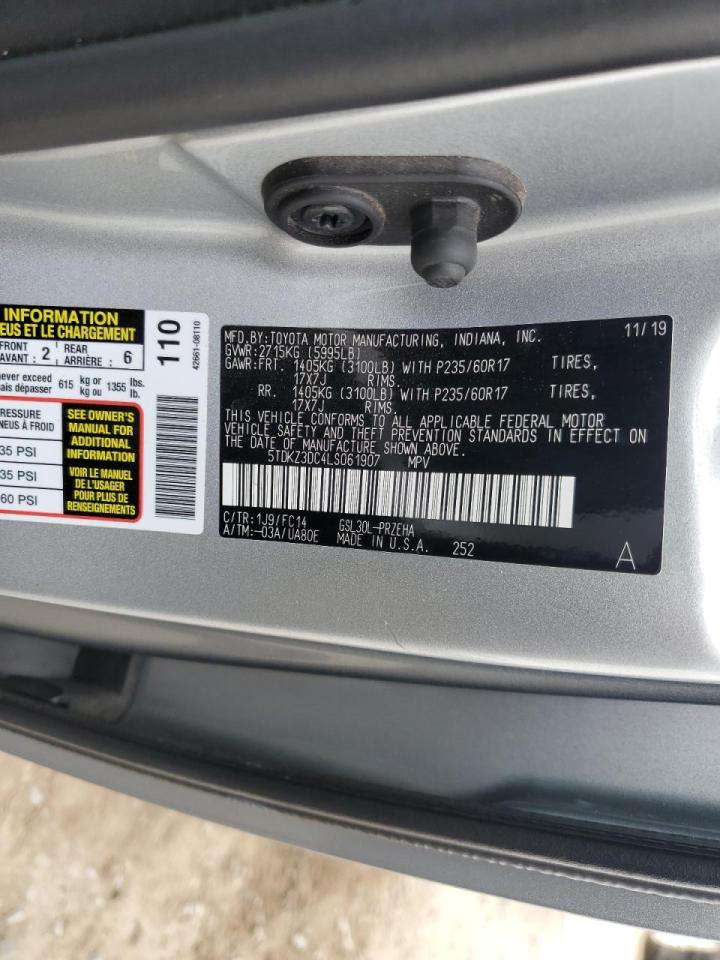 INFORMATION
EUS ET LE CHARGEMENT
FRONT
AVANT : 2
REAR
ARRIÈRE : 6
never exceed
ais dépasser
615 kg or
ou kg
1355 lbs.
lb.
PRESSURE
NEUS À FROID
35 PSI
35 PSI
60 PSI
SEE OWNER'S
MANUAL FOR
ADDITIONAL
INFORMATION
VOIR LE MANUEL
DE L'USAGER
POUR PLUS DE
RENSEIGNEMENTS
110
42661-08110
MFD.BY:TOYOTA MOTOR MANUFACTURING, INDIANA, INC. 11/19
GVWR:2715KG (5995LB)
GAWR:FRT. 1405KG (3100LB) WITH P235/60R17 TIRES,
17X7J RIMS.
RR. 1405KG (3100LB) WITH P235/60R17 TIRES,
17X7J RIMS.
THIS VEHICLE CONFORMS TO ALL APPLICABLE FEDERAL MOTOR
VEHICLE SAFETY AND THEFT PREVENTION STANDARDS IN EFFECT ON
THE DATE OF MANUFACTURE SHOWN ABOVE.
5TDKZ3DC4LS061907 MPV
C/TR:1J9/FC14 GSL30L-PRZEHA
A/TM:-03A/UA80E MADE IN U.S.A. 252
A